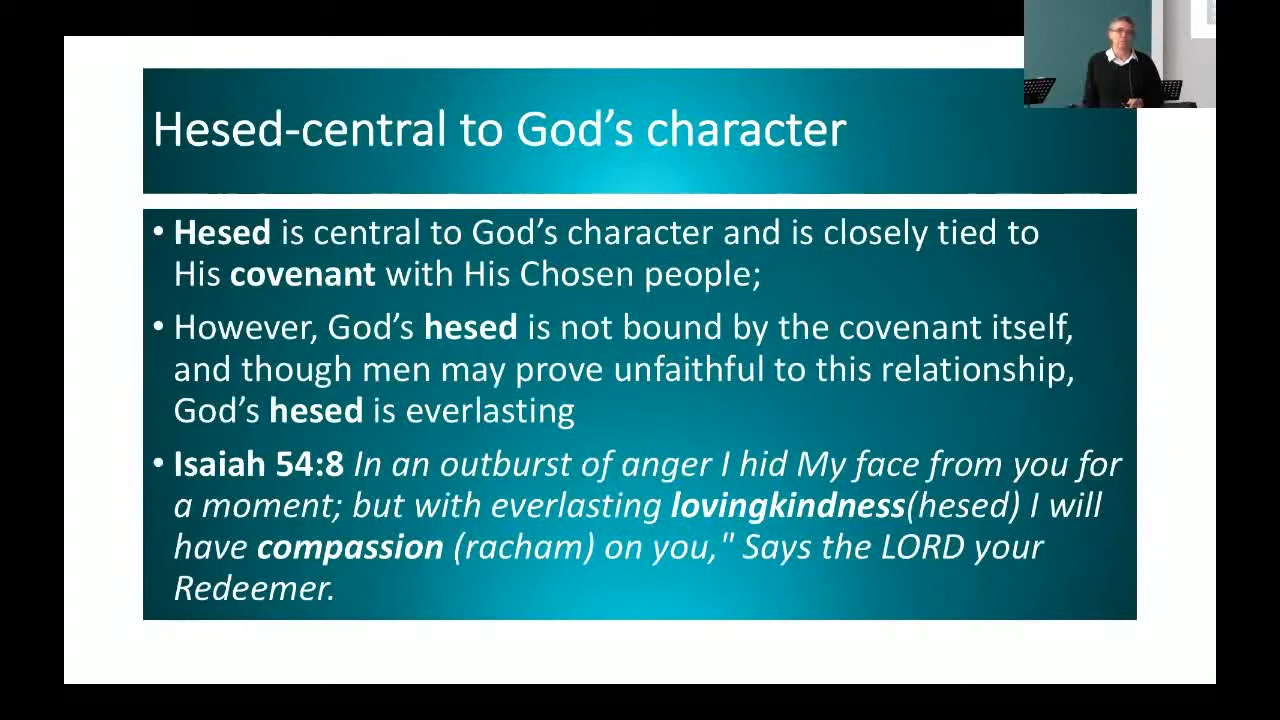 Hesed-central to God's character
• Hesed is central to God's character and is closely tied to
His covenant with His Chosen people;
• However, God's hesed is not bound by the covenant itself,
and though men may prove unfaithful to this relationship,
God's hesed is everlasting
• Isaiah 54:8 In an outburst of anger I hid My face from you for
a moment; but with everlasting lovingkindness(hesed) I will
have compassion (racham) on you," Says the LORD your
Redeemer.